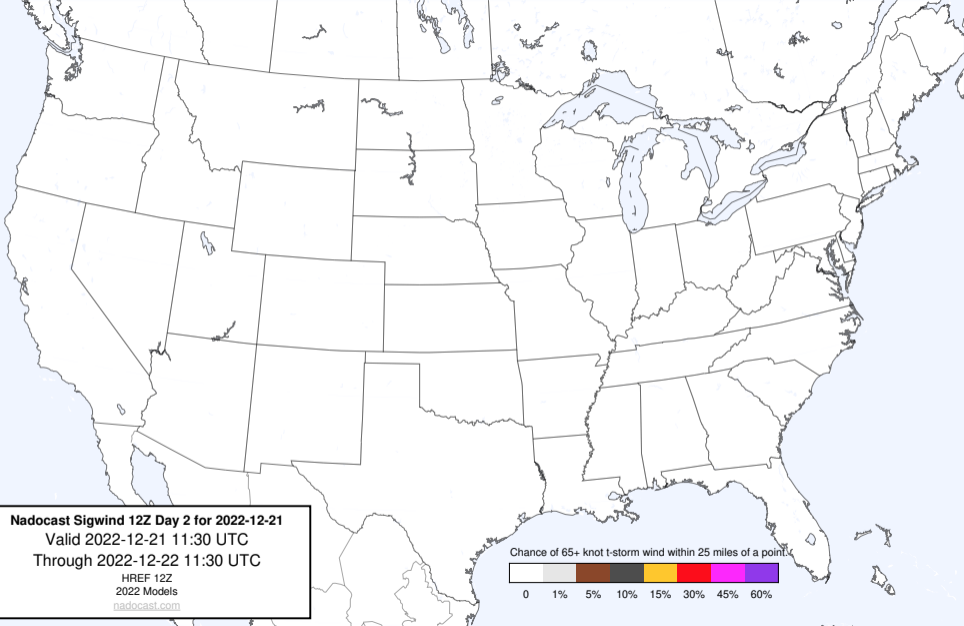 Nadocast Sigwind 12Z Day 2 for 2022-12-21
Valid 2022-12-21 11:30 UTC
Through 2022-12-22 11:30 UTC
HREF 12Z
2022 Models
nadocast.com
Chance of 65+ knot t-storm wind within 25 miles of a point.
0 1% 5% 10% 15% 30% 45% 60%